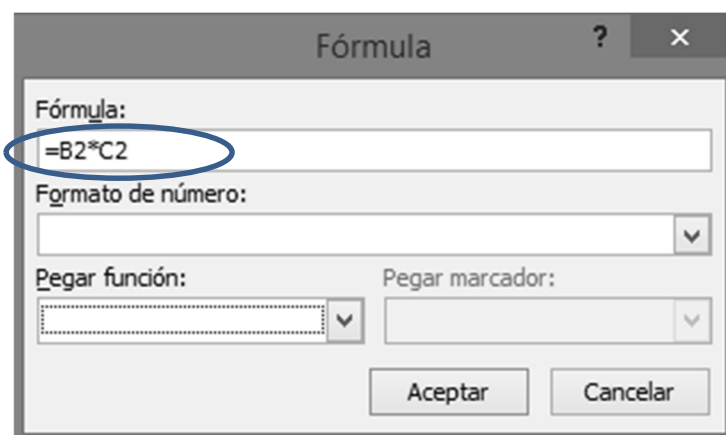 Fórmula ? ×
Fórmula:
=B2*C2
Formato de número:
Pegar función: Pegar marcador:
Aceptar Cancelar